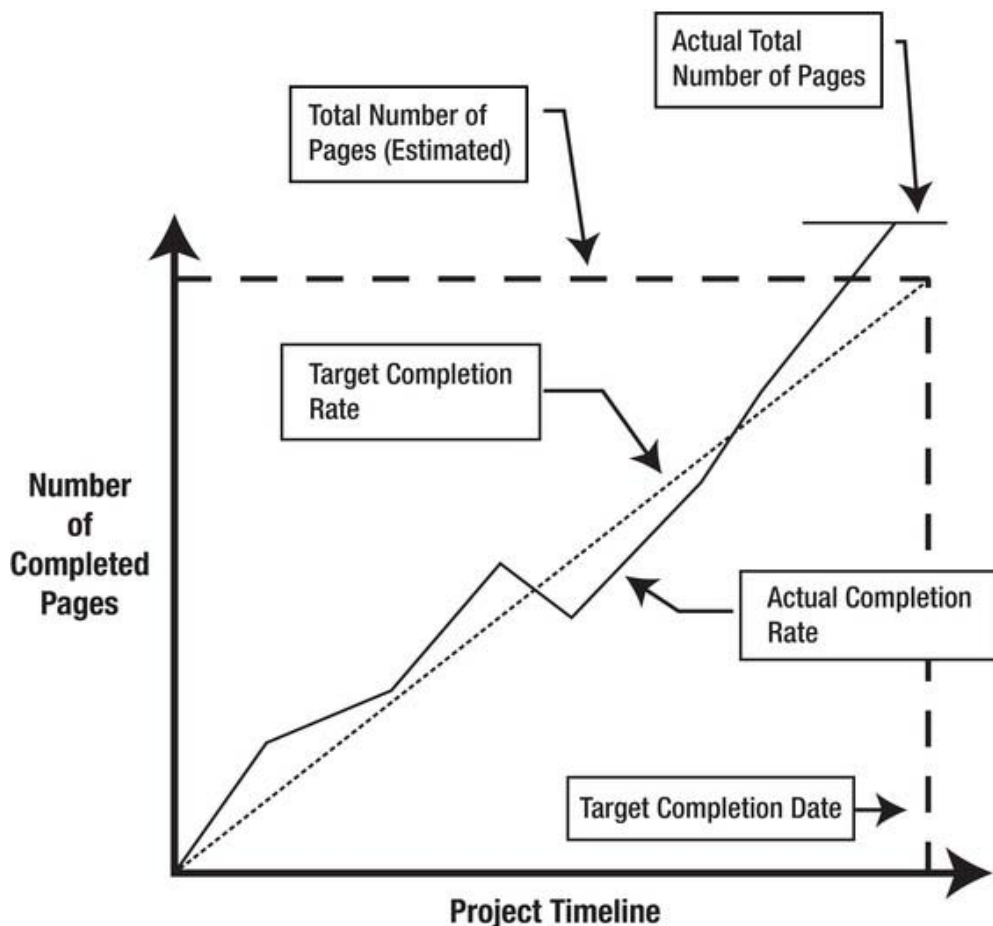 Actual Total
Number of Pages
Total Number of
Pages (Estimated)
Target Completion
Rate
Number
of
Completed
Pages
Actual Completion
Rate
Target Completion Date
Project Timeline